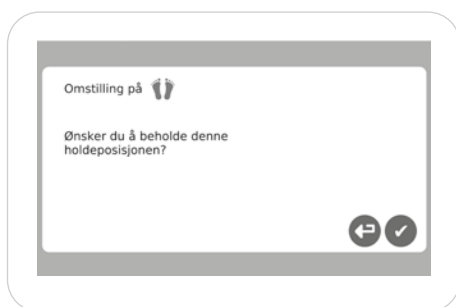 Omstilling på
Ønsker du å beholde denne
holdeposisjonen?